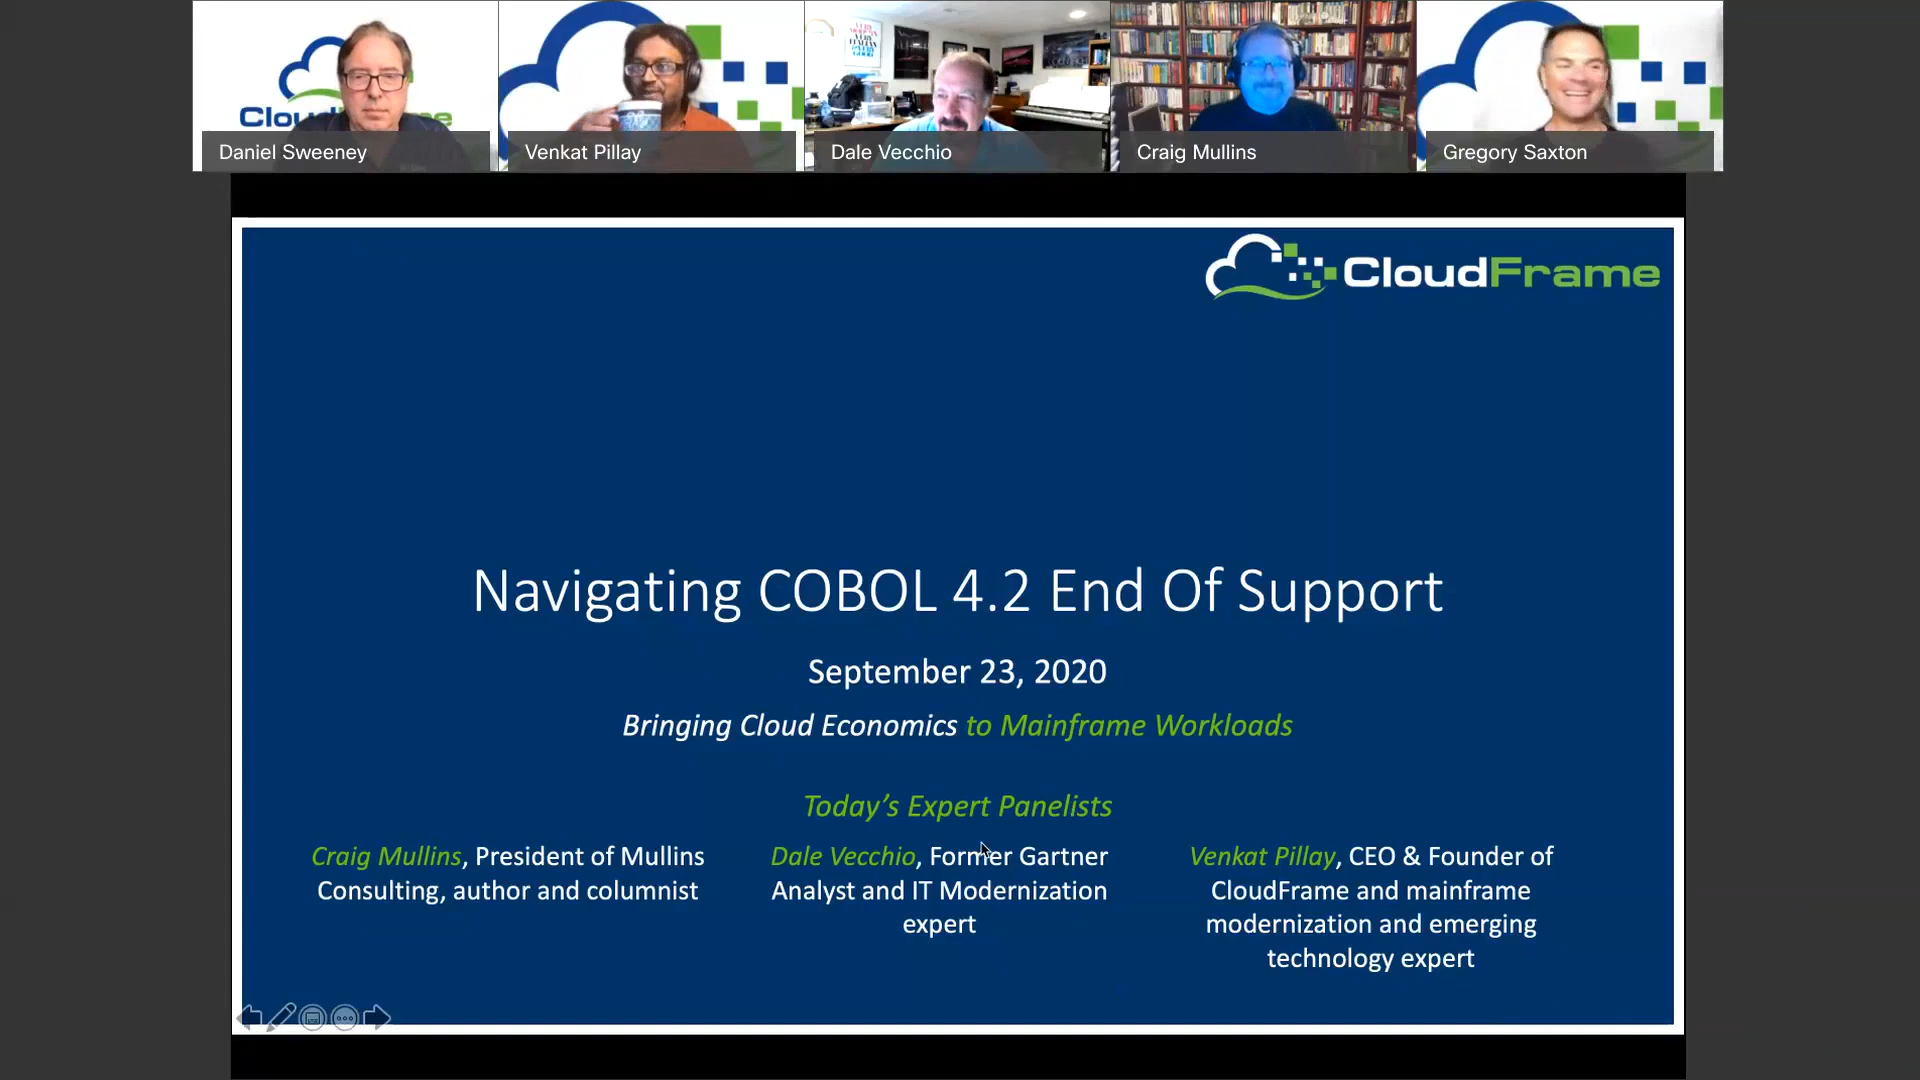 Cloud
me
Daniel Sweeney
Venkat Pillay
Dale Vecchio
Craig Mullins
Gregory Saxton
CloudFrame
Navigating COBOL 4.2 End Of Support
September 23, 2020
Bringing Cloud Economics to Mainframe Workloads
Today's Expert Panelists
Craig Mullins, President of Mullins
Consulting, author and columnist
Dale Vecchio, Former Gartner
Analyst and IT Modernization
expert
Venkat Pillay, CEO & Founder of
CloudFrame and mainframe
modernization and emerging
technology expert